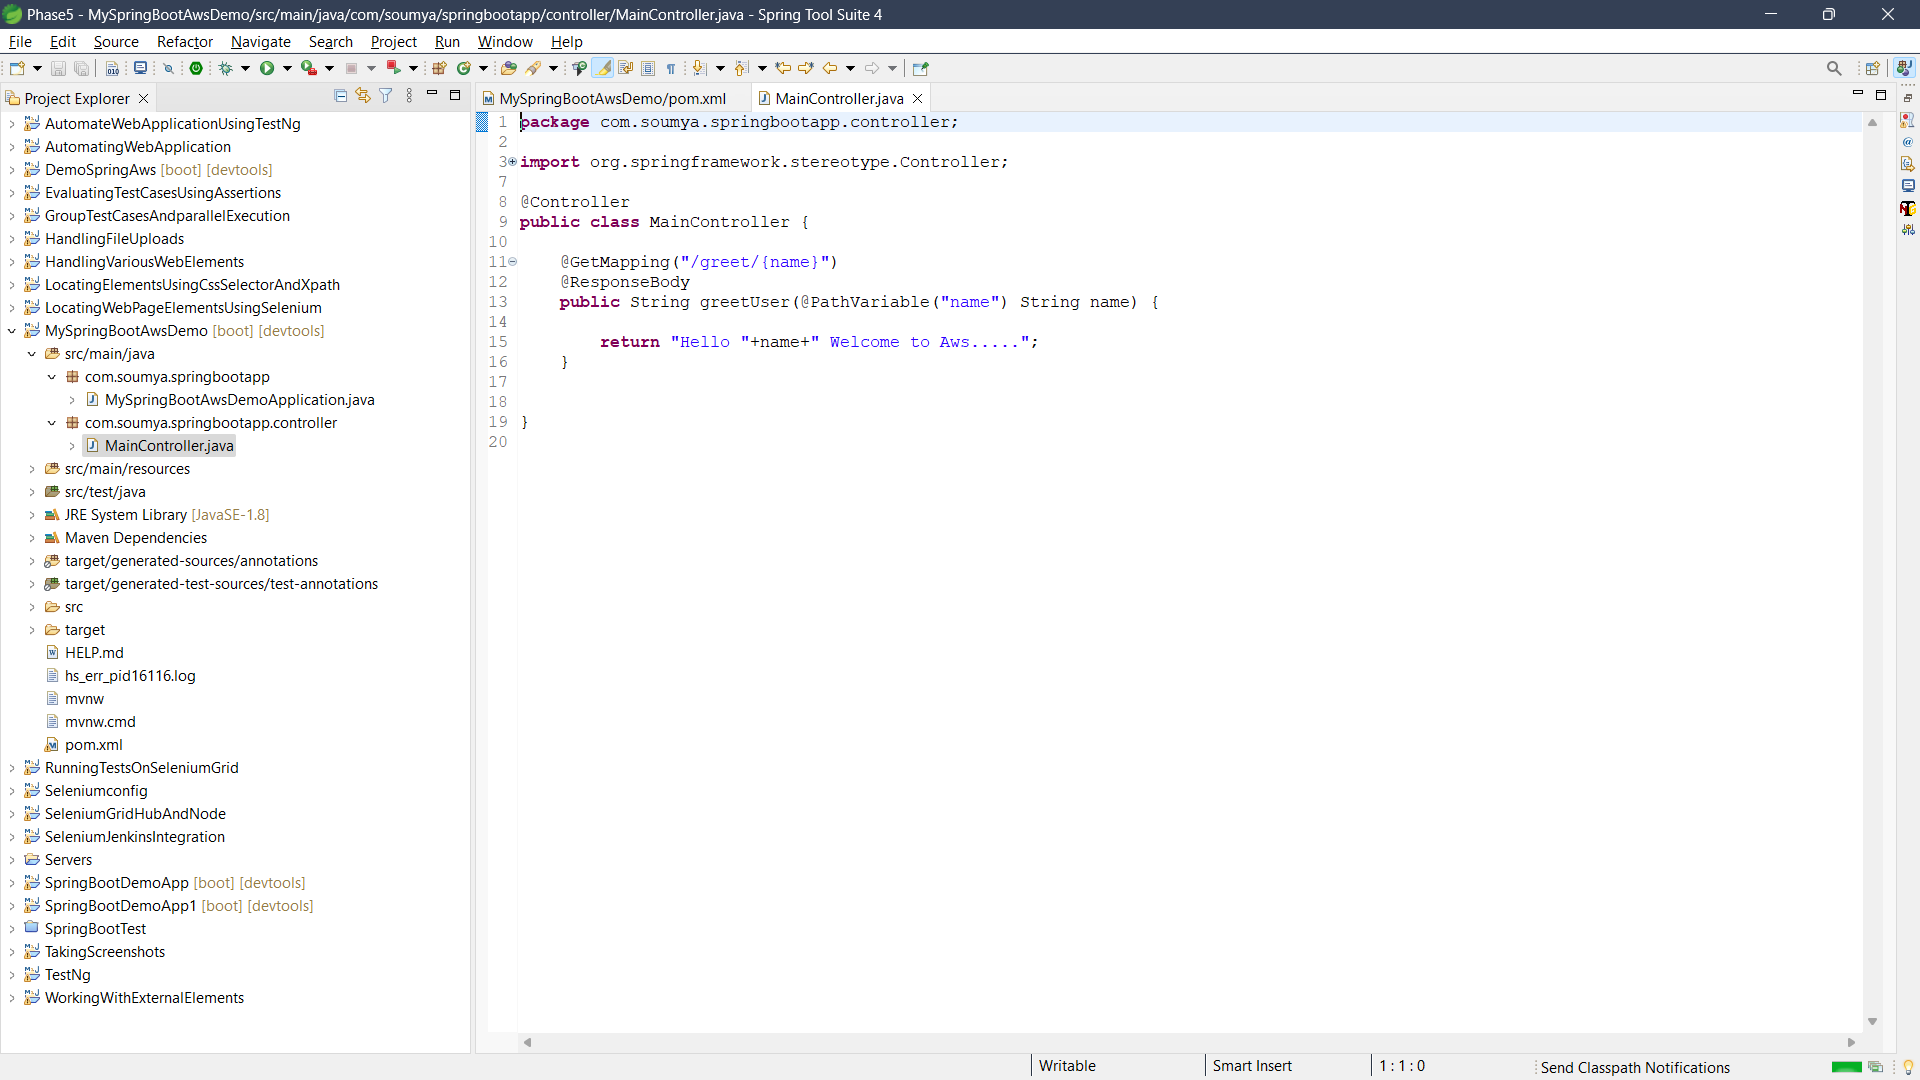 Phase5 - MySpringBootAwsDemo/src/main/java/com/soumya/springbootapp/controller/MainController.java - Spring Tool Suite 4
File Edit Source Refactor Navigate Search Project Run Window Help
Project Explorer
AutomateWebApplicationUsingTestNg
AutomatingWebApplication
DemoSpringAws [boot] [devtools]
EvaluatingTestCasesUsingAssertions
GroupTestCasesAndparallelExecution
HandlingFileUploads
HandlingVariousWebElements
LocatingElementsUsingCssSelectorAndXpath
LocatingWebPageElementsUsingSelenium
MySpringBootAwsDemo [boot] [devtools]
src/main/java
com.soumya.springbootapp
MySpringBootAwsDemoApplication.java
com.soumya.springbootapp.controller
MainController.java
src/main/resources
src/test/java
JRE System Library [JavaSE-1.8]
Maven Dependencies
target/generated-sources/annotations
target/generated-test-sources/test-annotations
src
target
HELP.md
hs_err_pid16116.log
mvnw
mvnw.cmd
pom.xml
RunningTestsOnSeleniumGrid
Seleniumconfig
SeleniumGridHubAndNode
SeleniumJenkinsIntegration
Servers
SpringBootDemoApp [boot] [devtools]
SpringBootDemoApp1 [boot] [devtools]
SpringBootTest
TakingScreenshots
TestNg
WorkingWithExternalElements
MySpringBootAwsDemo/pom.xml MainController.java
1 package com.soumya.springbootapp.controller;
2
3 import org.springframework.stereotype.Controller;
7
8 @Controller
9 public class MainController {
10
11 @GetMapping("/greet/{name}")
12 @ResponseBody
13 public String greetUser(@PathVariable("name") String name) {
14
15 return "Hello "+name+" Welcome to Aws.....";
16 }
17
18
19 }
20
Writable Smart Insert 1 : 1 : 0 Send Classpath Notifications